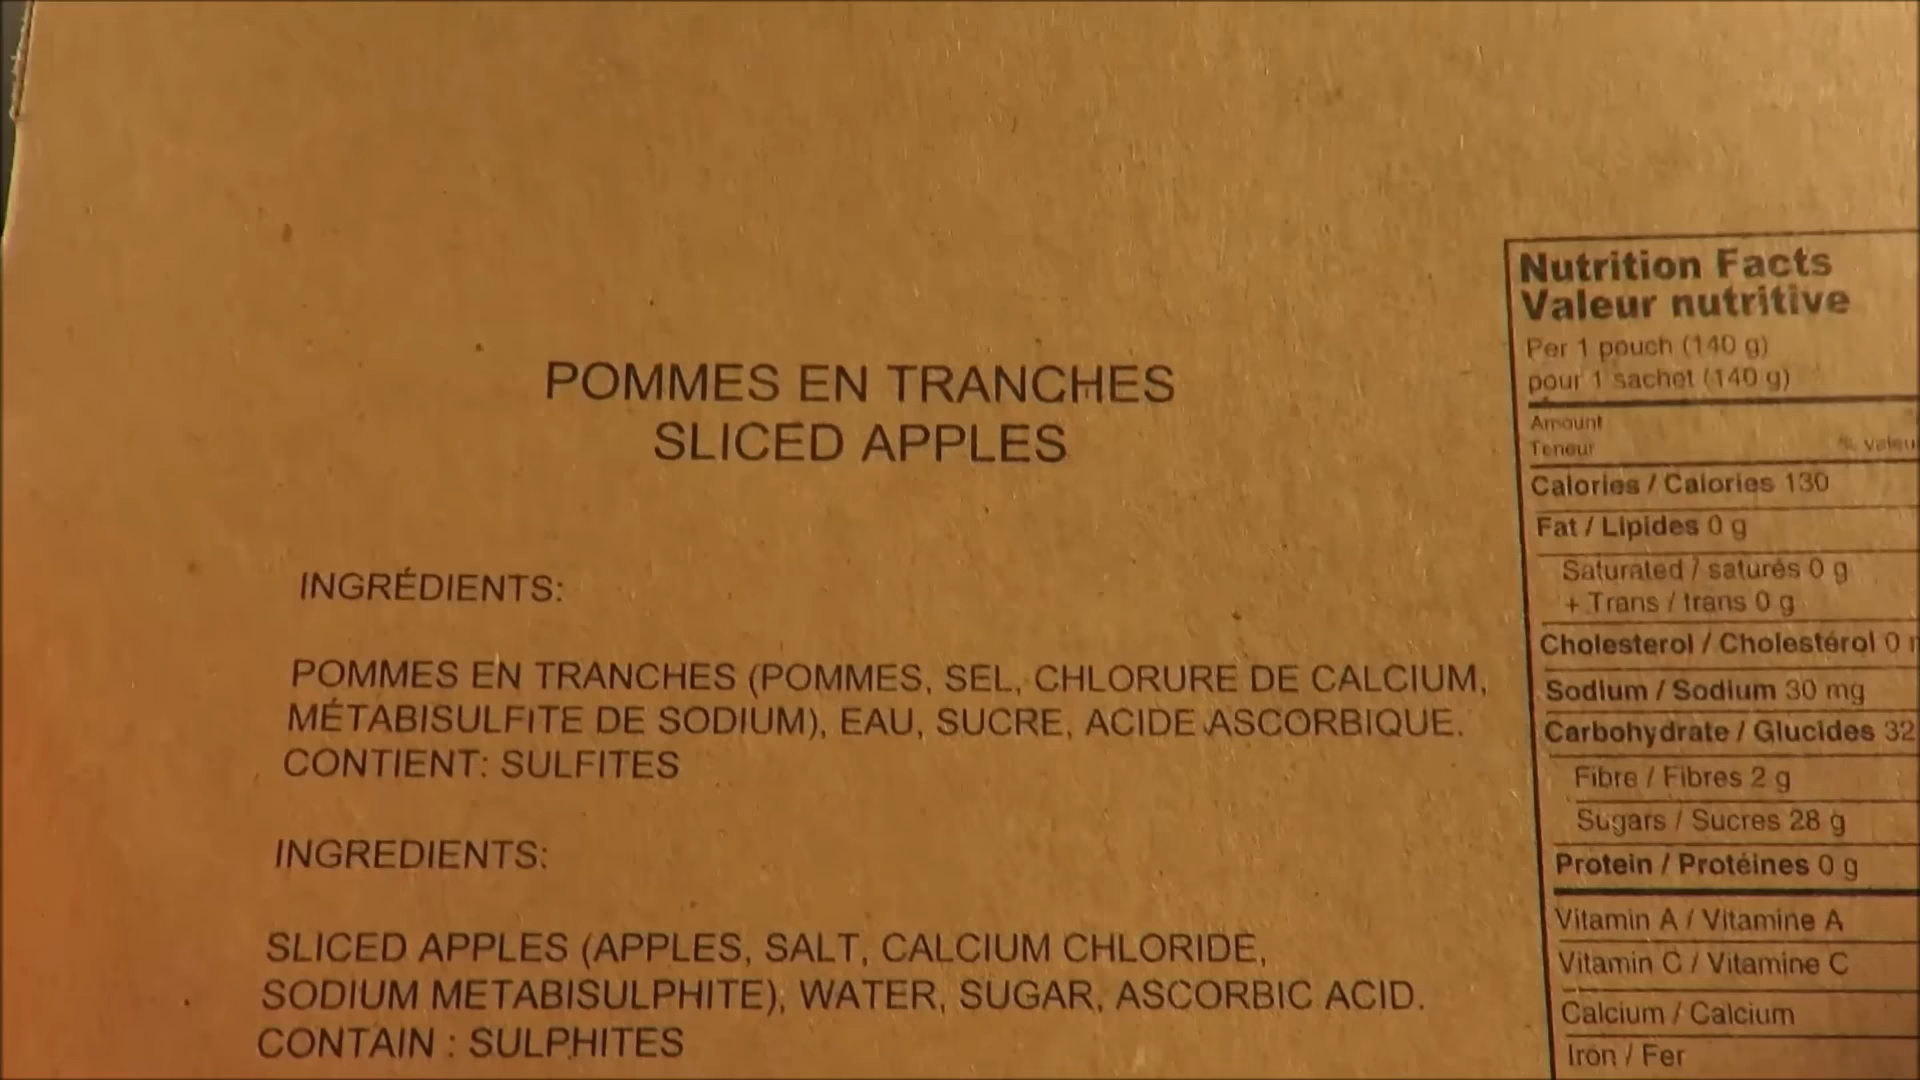 POMMES EN TRANCHES
SLICED APPLES
INGRÉDIENTS:
POMMES EN TRANCHES (POMMES, SEL, CHLORURE DE CALCIUM,
MÉTABISULFITE DE SODIUM), EAU, SUCRE, ACIDE ASCORBIQUE.
CONTIENT: SULFITES
INGREDIENTS:
SLICED APPLES (APPLES, SALT, CALCIUM CHLORIDE,
SODIUM METABISULPHITE), WATER, SUGAR, ASCORBIC ACID.
CONTAIN : SULPHITES
Nutrition Facts
Valeur nutritive
Per 1 pouch (140 g)
pour 1 sachet (140 g)
Amount
Teneur
% valeu
Calories / Calories 130
Fat / Lipides 0 g
Saturated / saturés 0 g
+ Trans / trans 0 g
Cholesterol / Cholestérol 0
Sodium / Sodium 30 mg
Carbohydrate / Glucides 32
Fibre / Fibres 2 g
Sugars / Sucres 28 g
Protein / Protéines 0 g
Vitamin A / Vitamine A
Vitamin C / Vitamine C
Calcium / Calcium
Iron / Fer